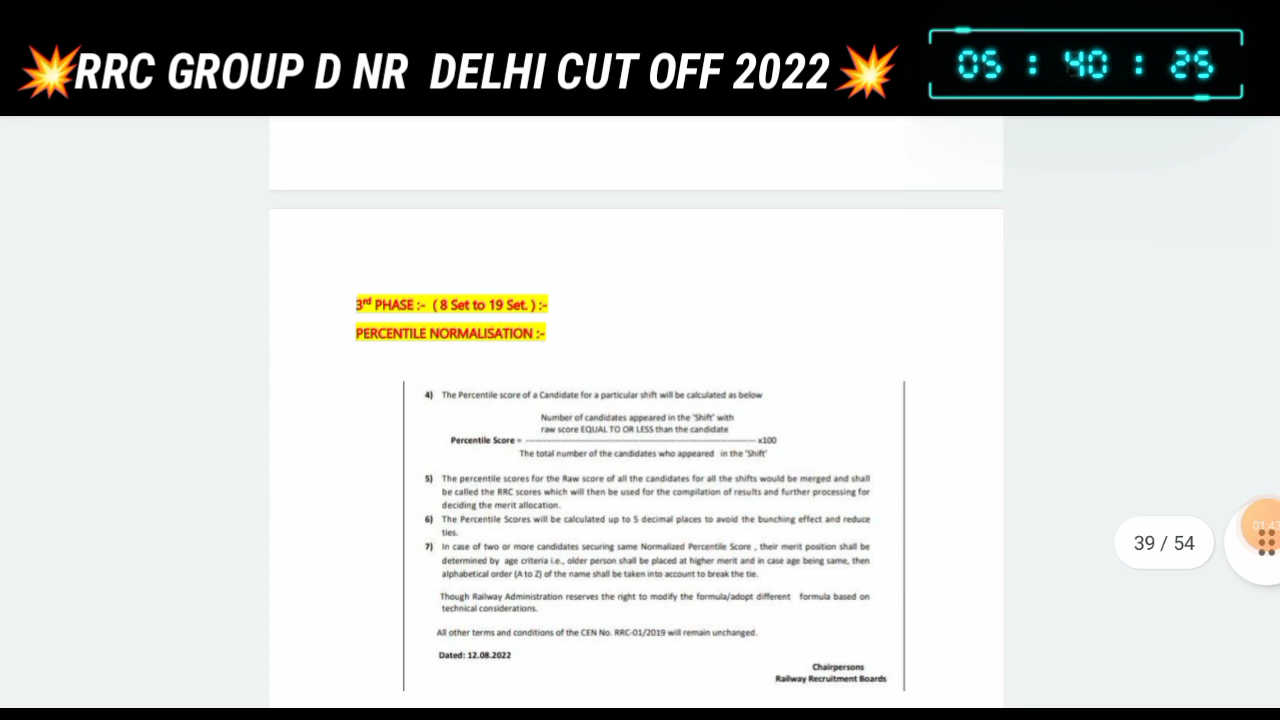 💥RRC GROUP D NR DELHI CUT OFF 2022💥
05 : 40 : 25
3rd PHASE :- ( 8 Set to 19 Set. ) :-
PERCENTILE NORMALISATION :-
4) The Percentile score of a Candidate for a particular shift will be calculated as below
Number of candidates appeared in the 'Shift' with
raw score EQUAL TO OR LESS than the candidate
Percentile Score = ------------------------------------------------------------ x100
The total number of the candidates who appeared in the 'Shift'
5) The percentile scores for the Raw score of all the candidates for all the shifts would be merged and shall
be called the RRC scores which will then be used for the compilation of results and further processing for
deciding the merit allocation.
6) The Percentile Scores will be calculated up to 5 decimal places to avoid the bunching effect and reduce
ties.
7) In case of two or more candidates securing same Normalized Percentile Score , their merit position shall be
determined by age criteria i.e., older person shall be placed at higher merit and in case age being same, then
alphabetical order (A to Z) of the name shall be taken into account to break the tie.
Though Railway Administration reserves the right to modify the formula/adopt different formula based on
technical considerations.
All other terms and conditions of the CEN No. RRC-01/2019 will remain unchanged.
Dated: 12.08.2022
Chairpersons
Railway Recruitment Boards
39 / 54
01:43